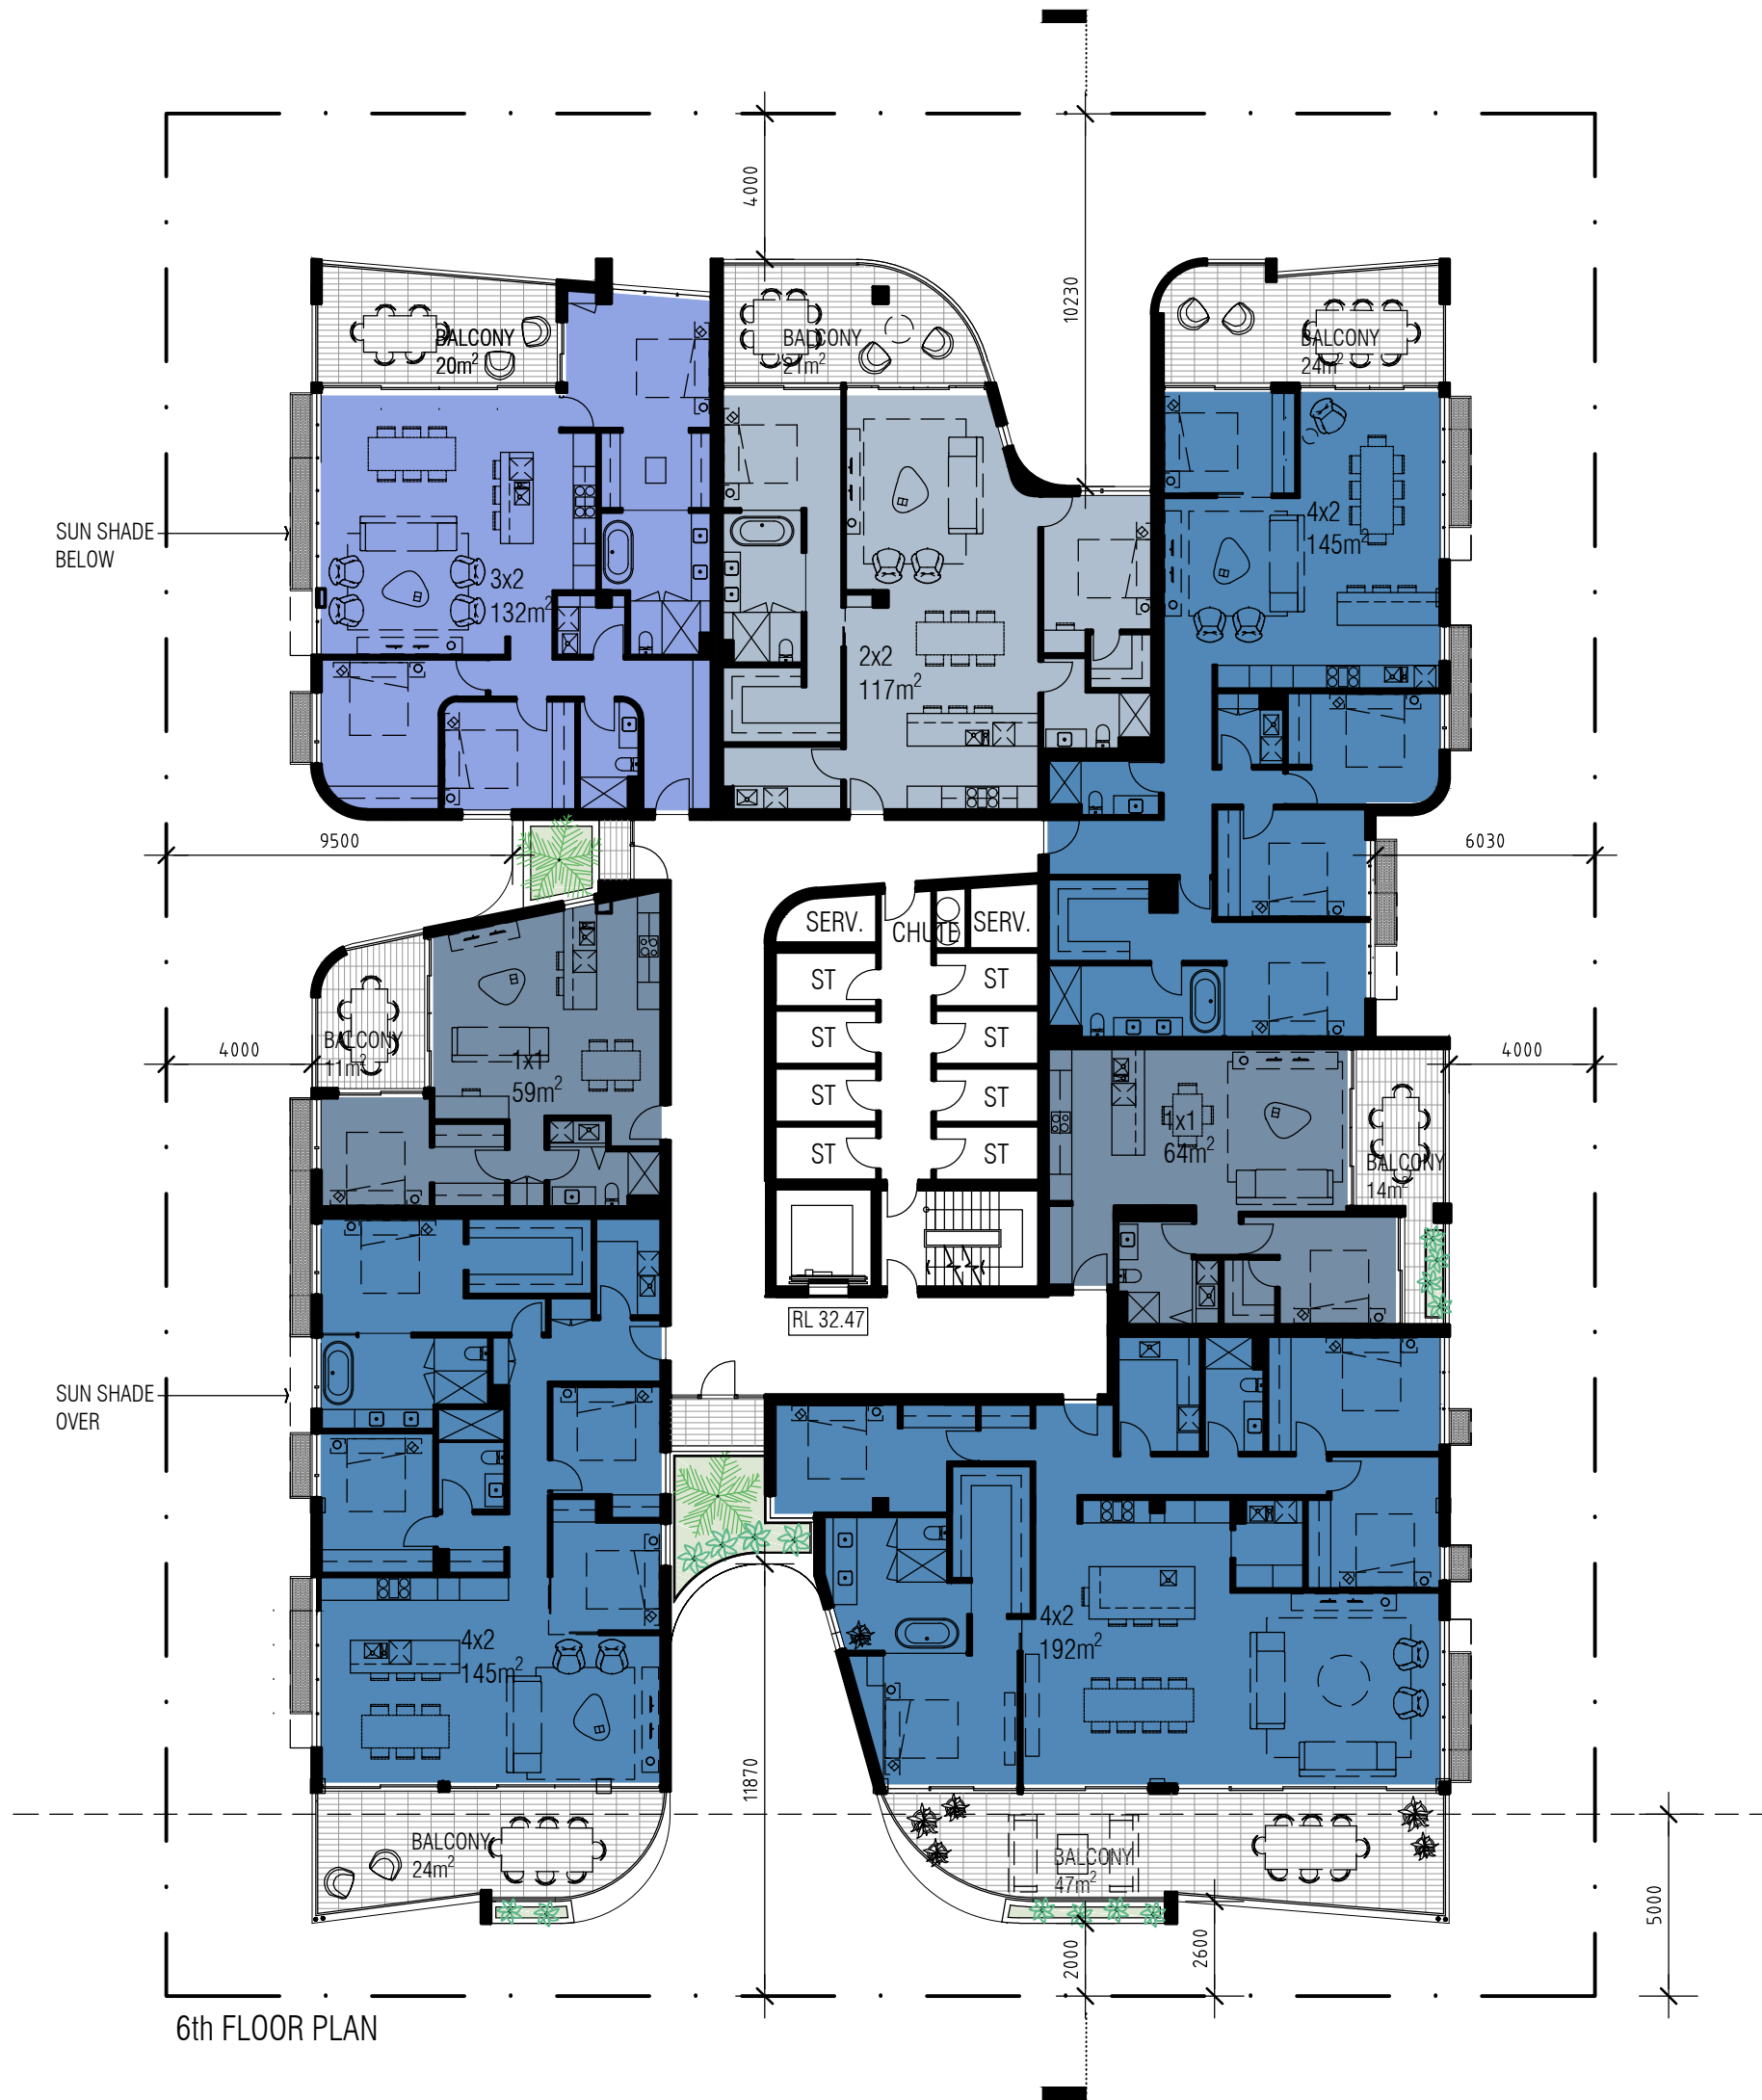 4000
10230
BALCONY
20m²
BALCONY
21m²
BALCONY
24m²
SUN SHADE
BELOW
3x2
132m²
2x2
117m²
4x2
145m²
9500
6030
SERV.
CHUTE
SERV.
ST
ST
ST
ST
ST
ST
ST
ST
4000
BALCONY
11m²
1x1
59m²
4000
1x1
64m²
BALCONY
14m²
RL 32.47
SUN SHADE
OVER
4x2
145m²
4x2
192m²
11870
BALCONY
24m²
BALCONY
47m²
2000
2600
5000
6th FLOOR PLAN